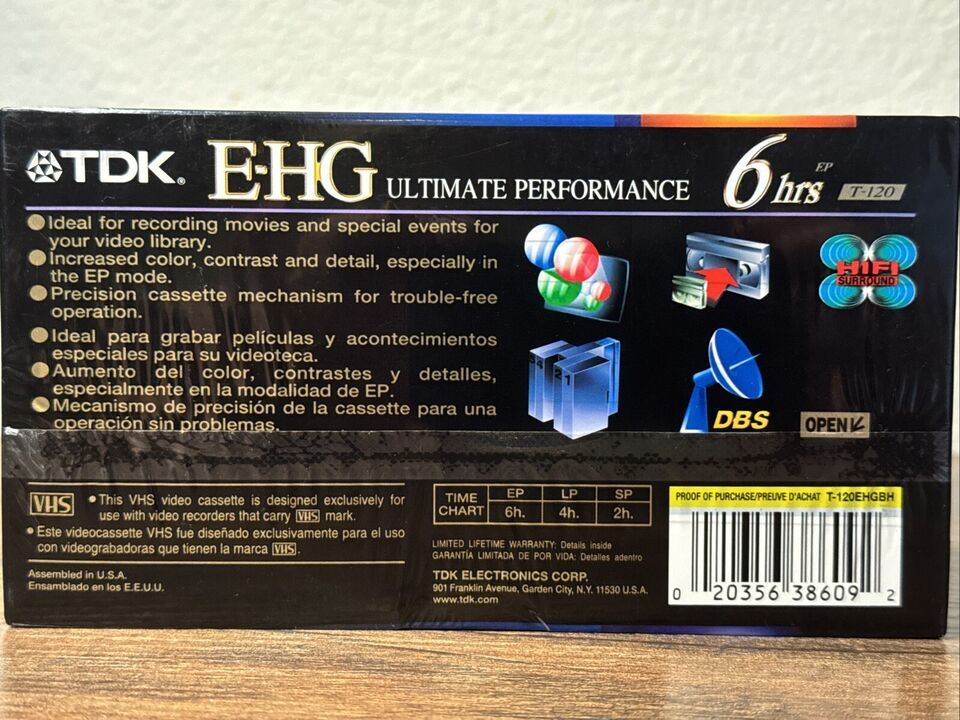 TDK® E-HG ULTIMATE PERFORMANCE 6hrs EP T-120
●Ideal for recording movies and special events for
your video library.
●Increased color, contrast and detail, especially in
the EP mode.
●Precision cassette mechanism for trouble-free
operation.
●Ideal para grabar películas y acontecimientos
especiales para su videoteca.
●Aumento del color, contrastes y detalles,
especialmente en la modalidad de EP.
●Mecanismo de precisión de la cassette para una
operación sin problemas.
HiFi
SURROUND
4 2 1
DBS
OPEN
VHS
●This VHS video cassette is designed exclusively for
use with video recorders that carry VHS mark.
●Este videocassette VHS fue diseñado exclusivamente para el uso
con videograbadoras que tienen la marca VHS.
Assembled in U.S.A.
Ensamblado en los E.E.U.U.
TIME CHART EP LP SP
6h. 4h. 2h.
LIMITED LIFETIME WARRANTY: Details inside
GARANTÍA LIMITADA DE POR VIDA: Detalles adentro
TDK ELECTRONICS CORP.
901 Franklin Avenue, Garden City, N.Y. 11530 U.S.A.
www.tdk.com
PROOF OF PURCHASE/PREUVE D'ACHAT T-120EHGBH
0 20356 38609 2